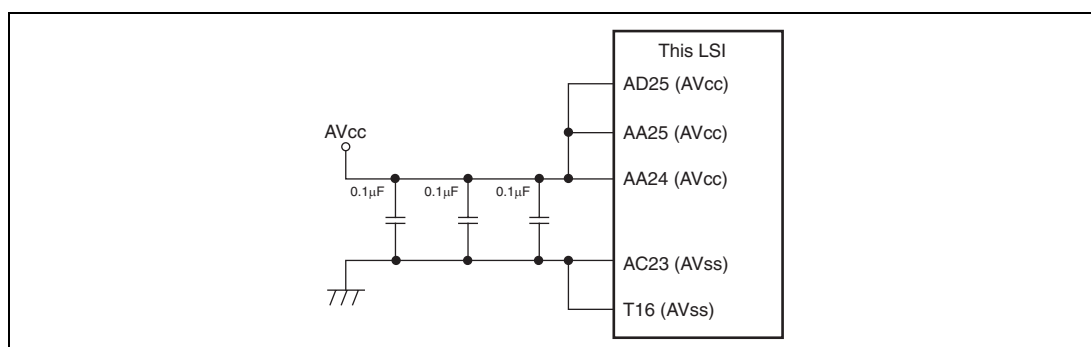 This LSI
AD25 (AVcc)
AVcc
AA25 (AVcc)
AA24 (AVcc)
0.1μF 0.1μF 0.1μF
AC23 (AVss)
T16 (AVss)